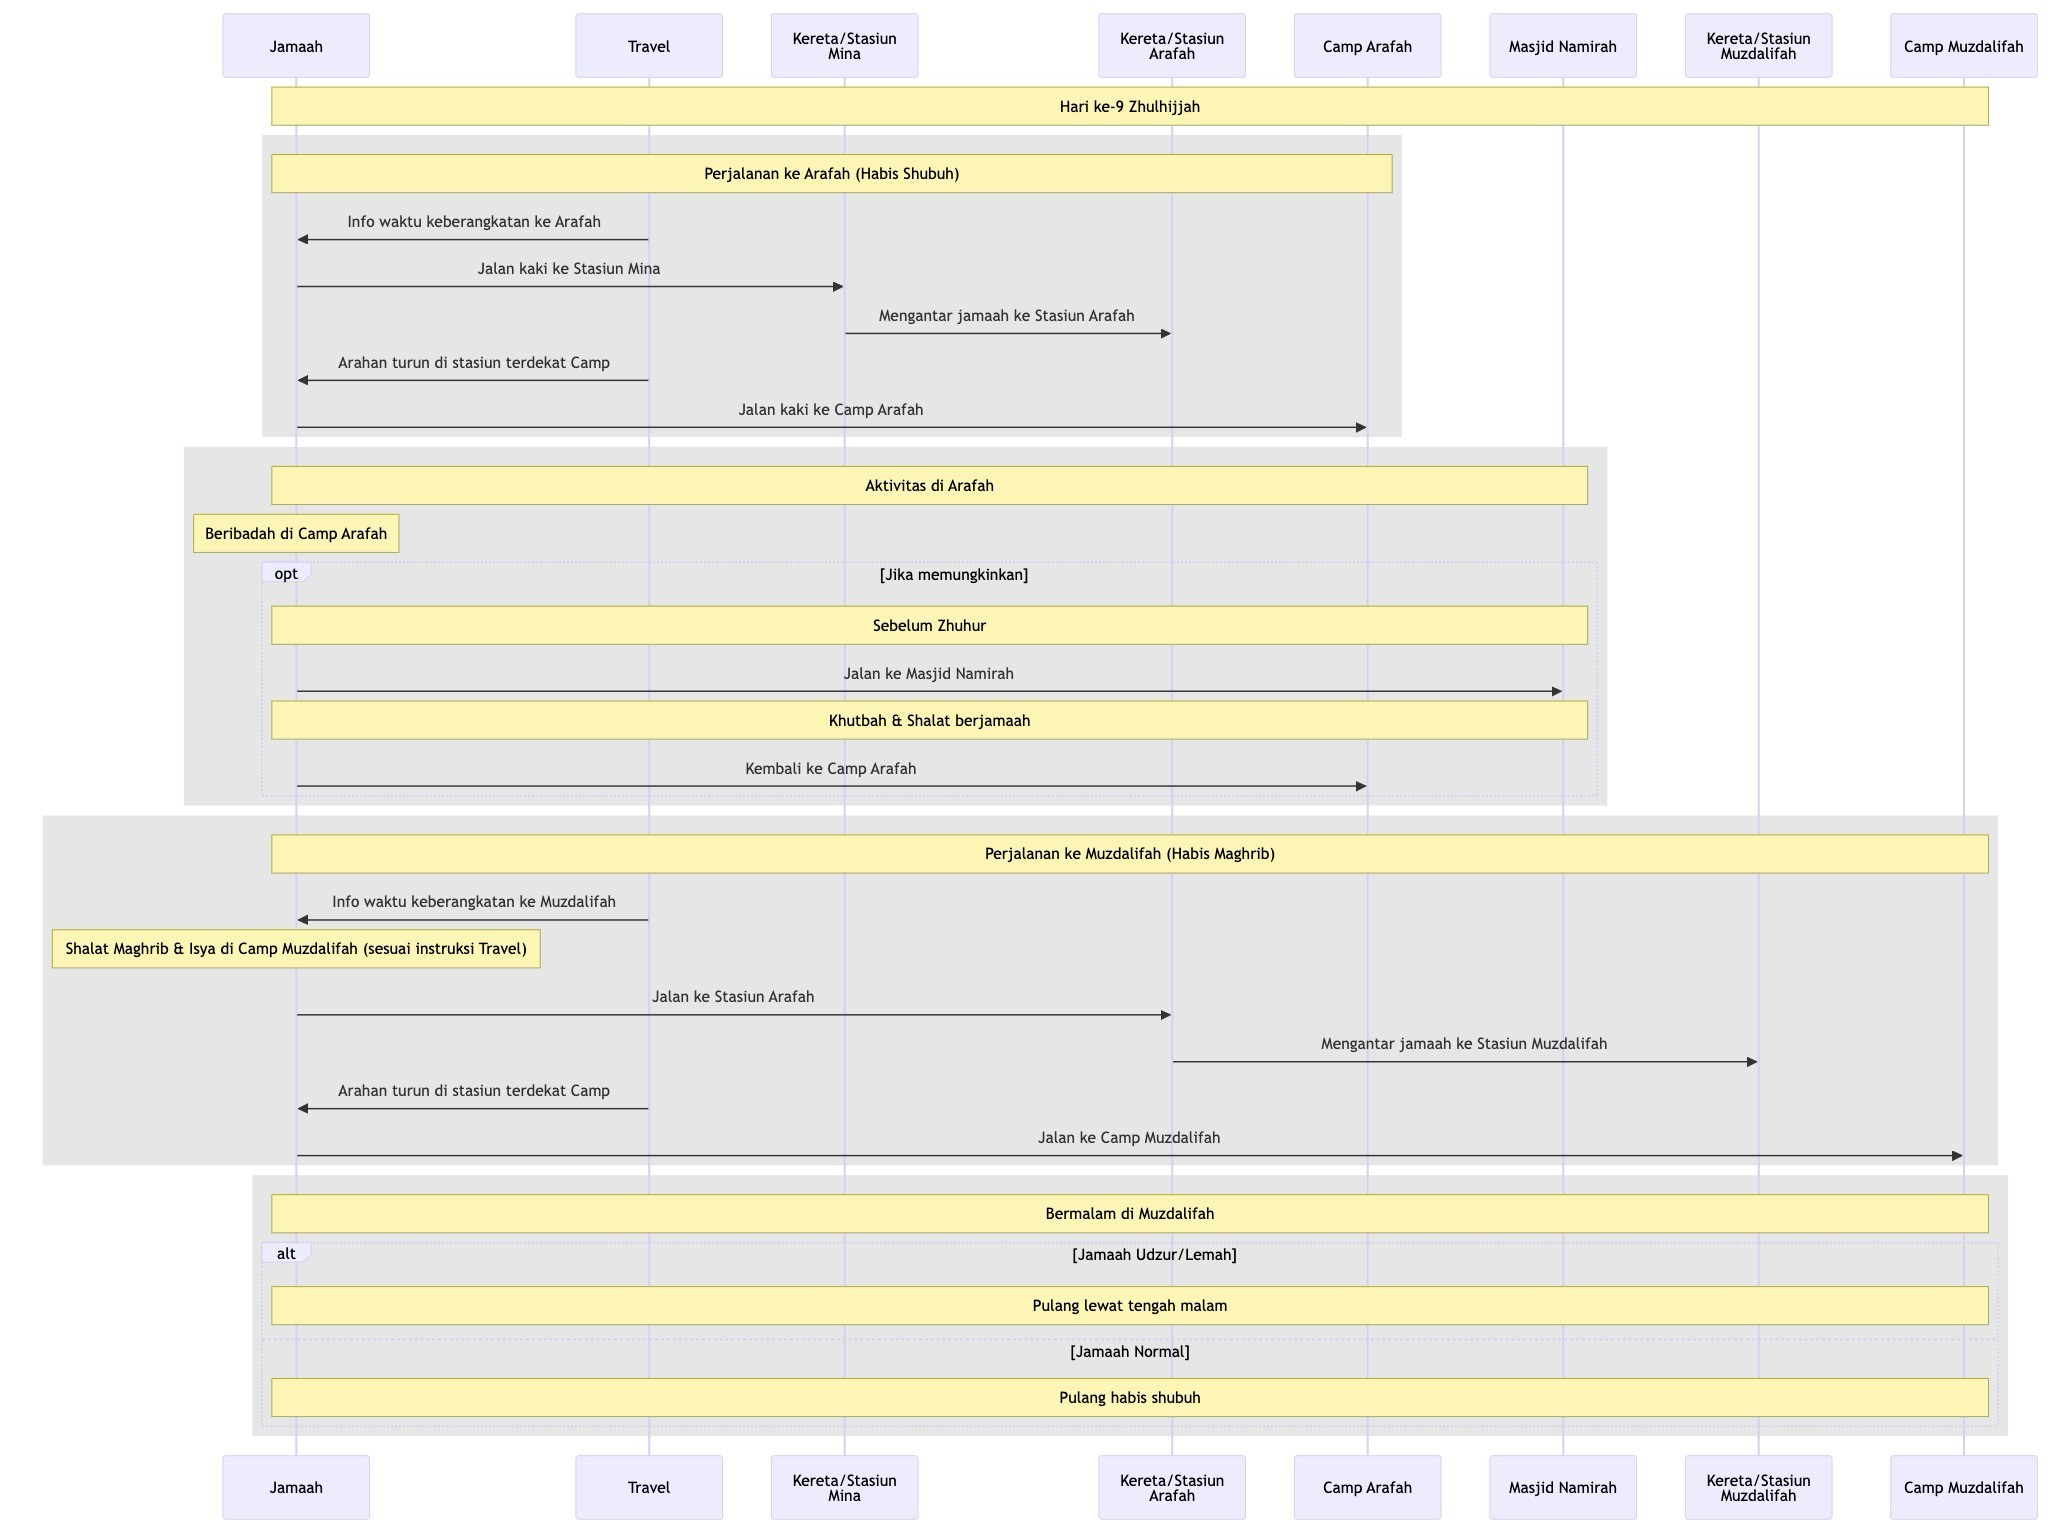 Jamaah
Travel
Kereta/Stasiun
Mina
Kereta/Stasiun
Arafah
Camp Arafah
Masjid Namirah
Kereta/Stasiun
Muzdalifah
Camp Muzdalifah
Hari ke-9 Zhulhijjah
Perjalanan ke Arafah (Habis Shubuh)
Info waktu keberangkatan ke Arafah
Jalan kaki ke Stasiun Mina
Mengantar jamaah ke Stasiun Arafah
Arahan turun di stasiun terdekat Camp
Jalan kaki ke Camp Arafah
Aktivitas di Arafah
Beribadah di Camp Arafah
opt
[Jika memungkinkan]
Sebelum Zhuhur
Jalan ke Masjid Namirah
Khutbah & Shalat berjamaah
Kembali ke Camp Arafah
Perjalanan ke Muzdalifah (Habis Maghrib)
Info waktu keberangkatan ke Muzdalifah
Shalat Maghrib & Isya di Camp Muzdalifah (sesuai instruksi Travel)
Jalan ke Stasiun Arafah
Mengantar jamaah ke Stasiun Muzdalifah
Arahan turun di stasiun terdekat Camp
Jalan ke Camp Muzdalifah
Bermalam di Muzdalifah
alt
[Jamaah Udzur/Lemah]
Pulang lewat tengah malam
[Jamaah Normal]
Pulang habis shubuh
Jamaah
Travel
Kereta/Stasiun
Mina
Kereta/Stasiun
Arafah
Camp Arafah
Masjid Namirah
Kereta/Stasiun
Muzdalifah
Camp Muzdalifah